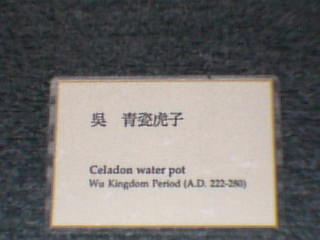 吳 青瓷虎子
Celadon water pot
Wu Kingdom Period (A.D. 222-280)